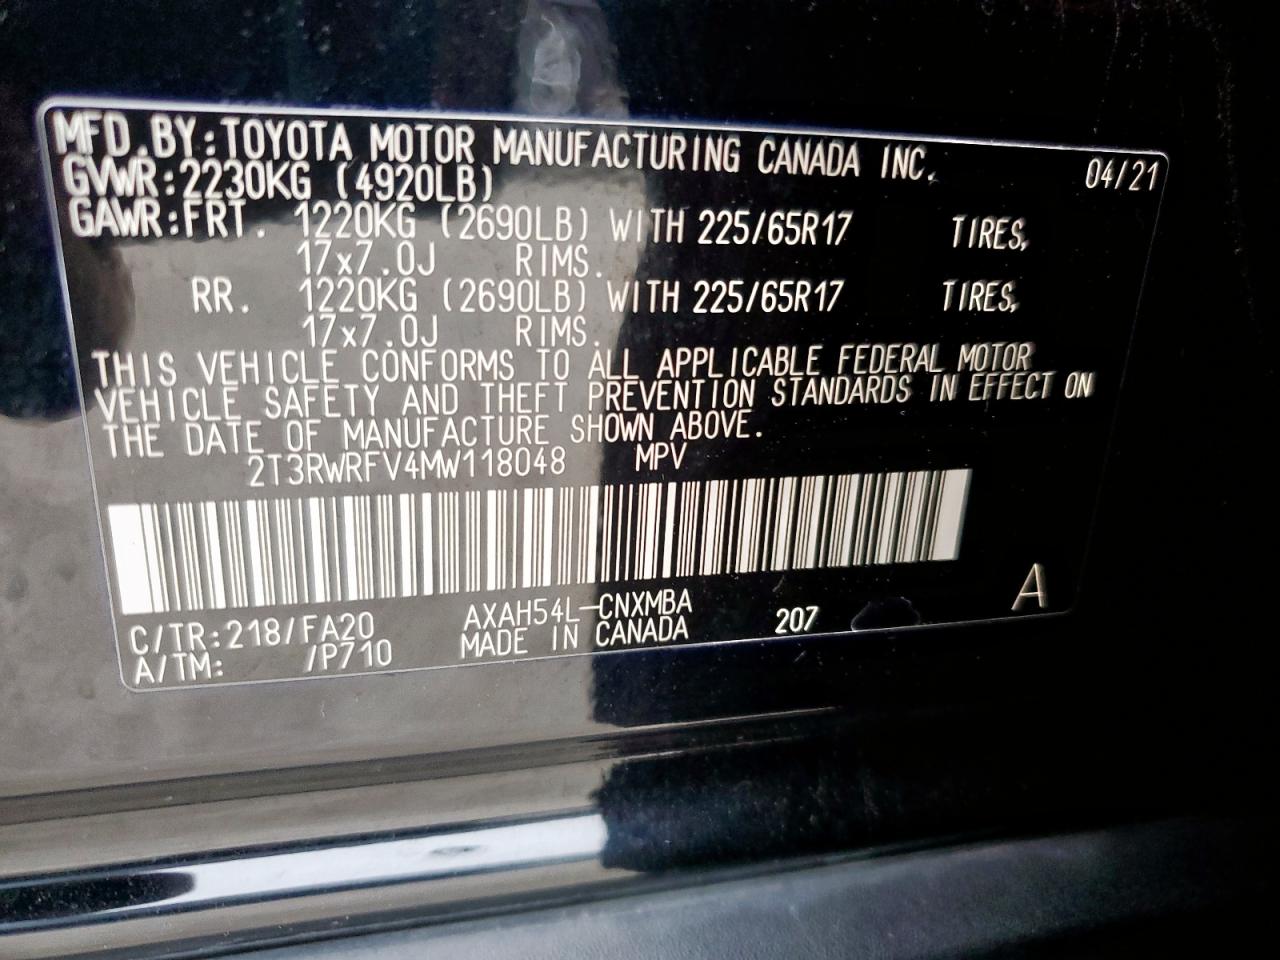 MFD.BY:TOYOTA MOTOR MANUFACTURING CANADA INC. 04/21
GVWR:2230KG (4920LB)
GAWR:FRT. 1220KG (2690LB) WITH 225/65R17 TIRES,
17x7.0J RIMS.
RR. 1220KG (2690LB) WITH 225/65R17 TIRES,
17x7.0J RIMS.
THIS VEHICLE CONFORMS TO ALL APPLICABLE FEDERAL MOTOR
VEHICLE SAFETY AND THEFT PREVENTION STANDARDS IN EFFECT ON
THE DATE OF MANUFACTURE SHOWN ABOVE.
2T3RWRFV4MW118048 MPV
A
C/TR:218/FA20 AXAH54L-CNXMBA 207
A/TM: /P710 MADE IN CANADA